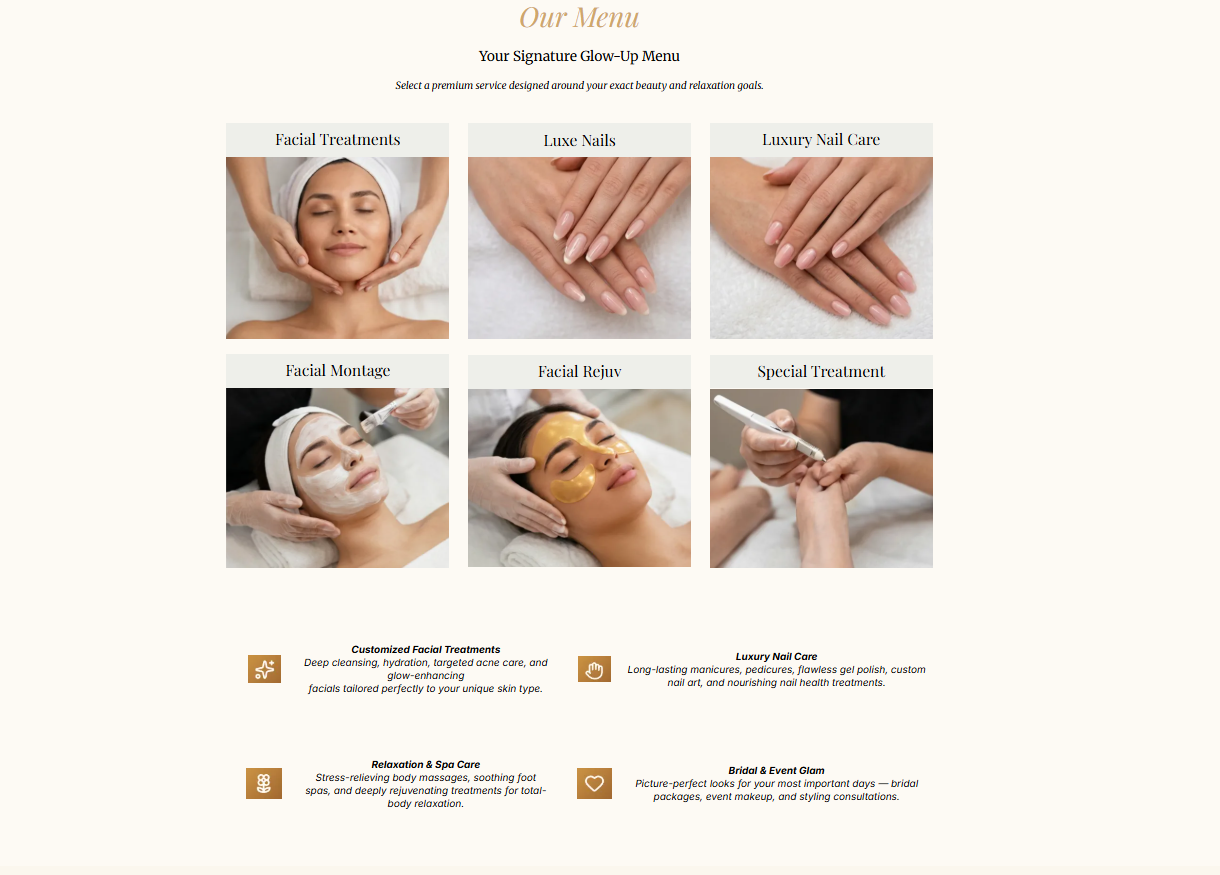 Our Menu
Your Signature Glow-Up Menu
Select a premium service designed around your exact beauty and relaxation goals.
Facial Treatments
Luxe Nails
Luxury Nail Care
Facial Montage
Facial Rejuv
Special Treatment
Customized Facial Treatments
Deep cleansing, hydration, targeted acne care, and
glow-enhancing
facials tailored perfectly to your unique skin type.
Luxury Nail Care
Long-lasting manicures, pedicures, flawless gel polish, custom
nail art, and nourishing nail health treatments.
Relaxation & Spa Care
Stress-relieving body massages, soothing foot
spas, and deeply rejuvenating treatments for total-
body relaxation.
Bridal & Event Glam
Picture-perfect looks for your most important days — bridal
packages, event makeup, and styling consultations.